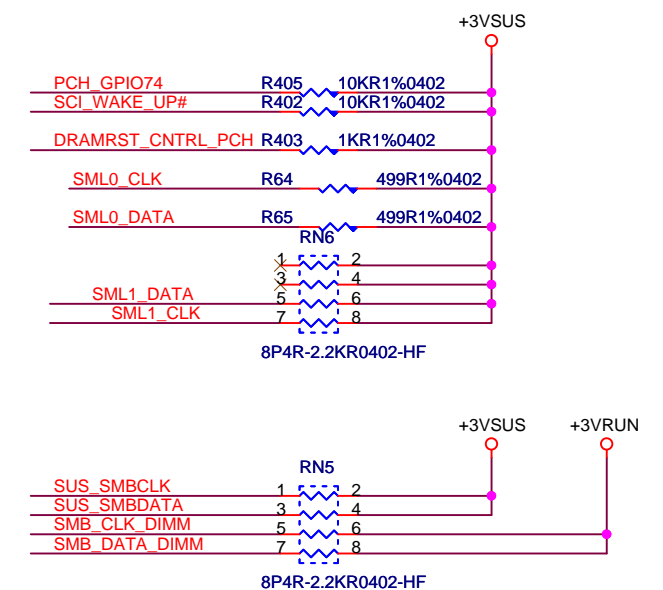 +3VSUS
PCH_GPIO74 R405 10KR1%0402
SCI_WAKE_UP# R402 10KR1%0402
DRAMRST_CNTRL_PCH R403 1KR1%0402
SML0_CLK R64 499R1%0402
SML0_DATA R65 499R1%0402
RN6
1 2
3 4
SML1_DATA 5 6
SML1_CLK 7 8
8P4R-2.2KR0402-HF
+3VSUS +3VRUN
RN5
SUS_SMBCLK 1 2
SUS_SMBDATA 3 4
SMB_CLK_DIMM 5 6
SMB_DATA_DIMM 7 8
8P4R-2.2KR0402-HF